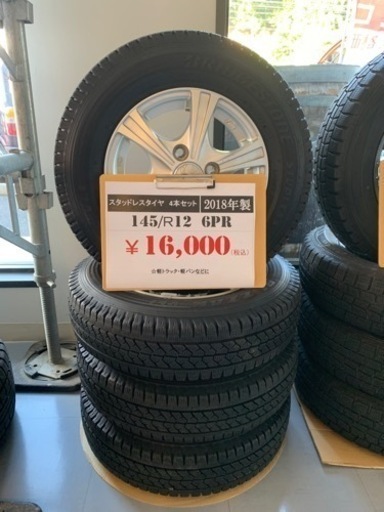 スタッドレスタイヤ 4本セット 2018年製
145/R12 6PR
¥16,000(税込)
☆軽トラック・軽バンなどに